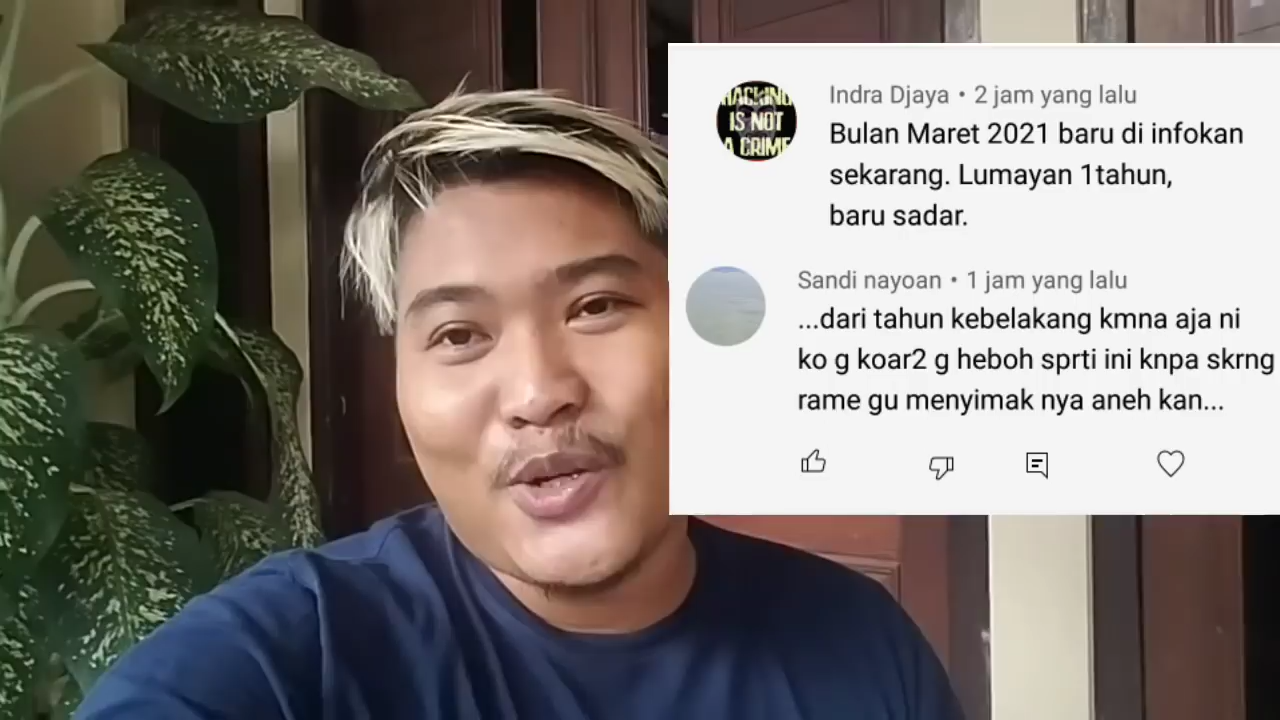 HACKING
IS NOT
A CRIME
Indra Djaya • 2 jam yang lalu
Bulan Maret 2021 baru di infokan
sekarang. Lumayan 1tahun,
baru sadar.
Sandi nayoan • 1 jam yang lalu
...dari tahun kebelakang kmna aja ni
ko g koar2 g heboh sprti ini knpa skrng
rame gu menyimak nya aneh kan...